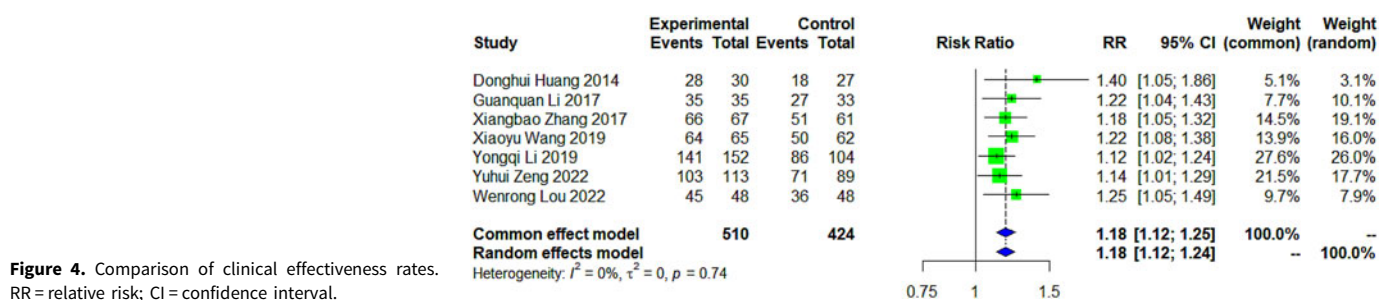 Experimental Control Weight Weight
Study Events Total Events Total Risk Ratio RR 95% CI (common) (random)
Donghui Huang 2014 28 30 18 27 1.40 [1.05; 1.86] 5.1% 3.1%
Guanquan Li 2017 35 35 27 33 1.22 [1.04; 1.43] 7.7% 10.1%
Xiangbao Zhang 2017 66 67 51 61 1.18 [1.05; 1.32] 14.5% 19.1%
Xiaoyu Wang 2019 64 65 50 62 1.22 [1.08; 1.38] 13.9% 16.0%
Yongqi Li 2019 141 152 86 104 1.12 [1.02; 1.24] 27.6% 26.0%
Yuhui Zeng 2022 103 113 71 89 1.14 [1.01; 1.29] 21.5% 17.7%
Wenrong Lou 2022 45 48 36 48 1.25 [1.05; 1.49] 9.7% 7.9%
Common effect model 510 424 1.18 [1.12; 1.25] 100.0% --
Random effects model 1.18 [1.12; 1.24] -- 100.0%
Heterogeneity: I² = 0%, τ² = 0, p = 0.74
0.75 1 1.5
Figure 4. Comparison of clinical effectiveness rates.
RR = relative risk; CI = confidence interval.